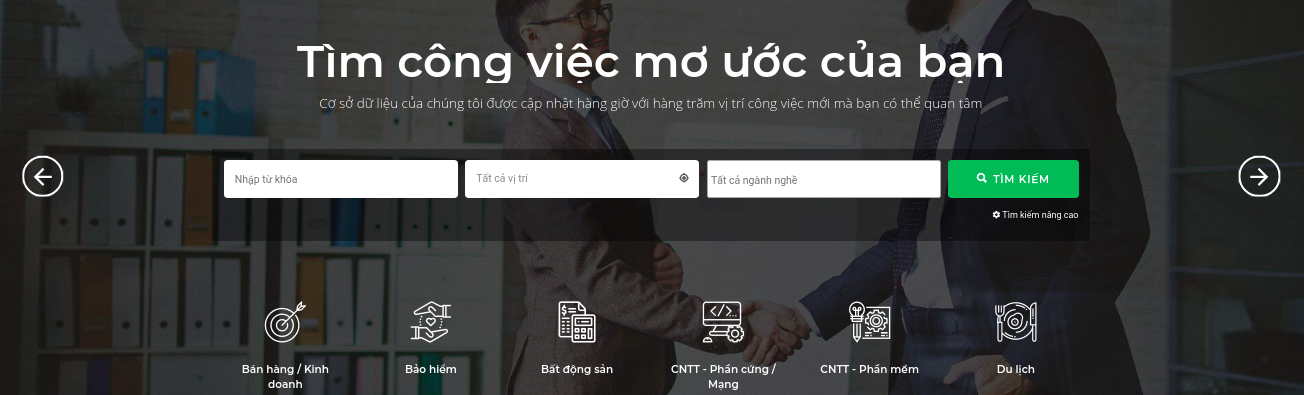 Tìm công việc mơ ước của bạn
Cơ sở dữ liệu của chúng tôi được cập nhật hàng giờ với hàng trăm vị trí công việc mới mà bạn có thể quan tâm
Nhập từ khóa
Tất cả vị trí
Tất cả ngành nghề
TÌM KIẾM
Tìm kiếm nâng cao
Bán hàng / Kinh
doanh
Bảo hiểm
Bất động sản
CNTT - Phần cứng /
Mạng
CNTT - Phần mềm
Du lịch